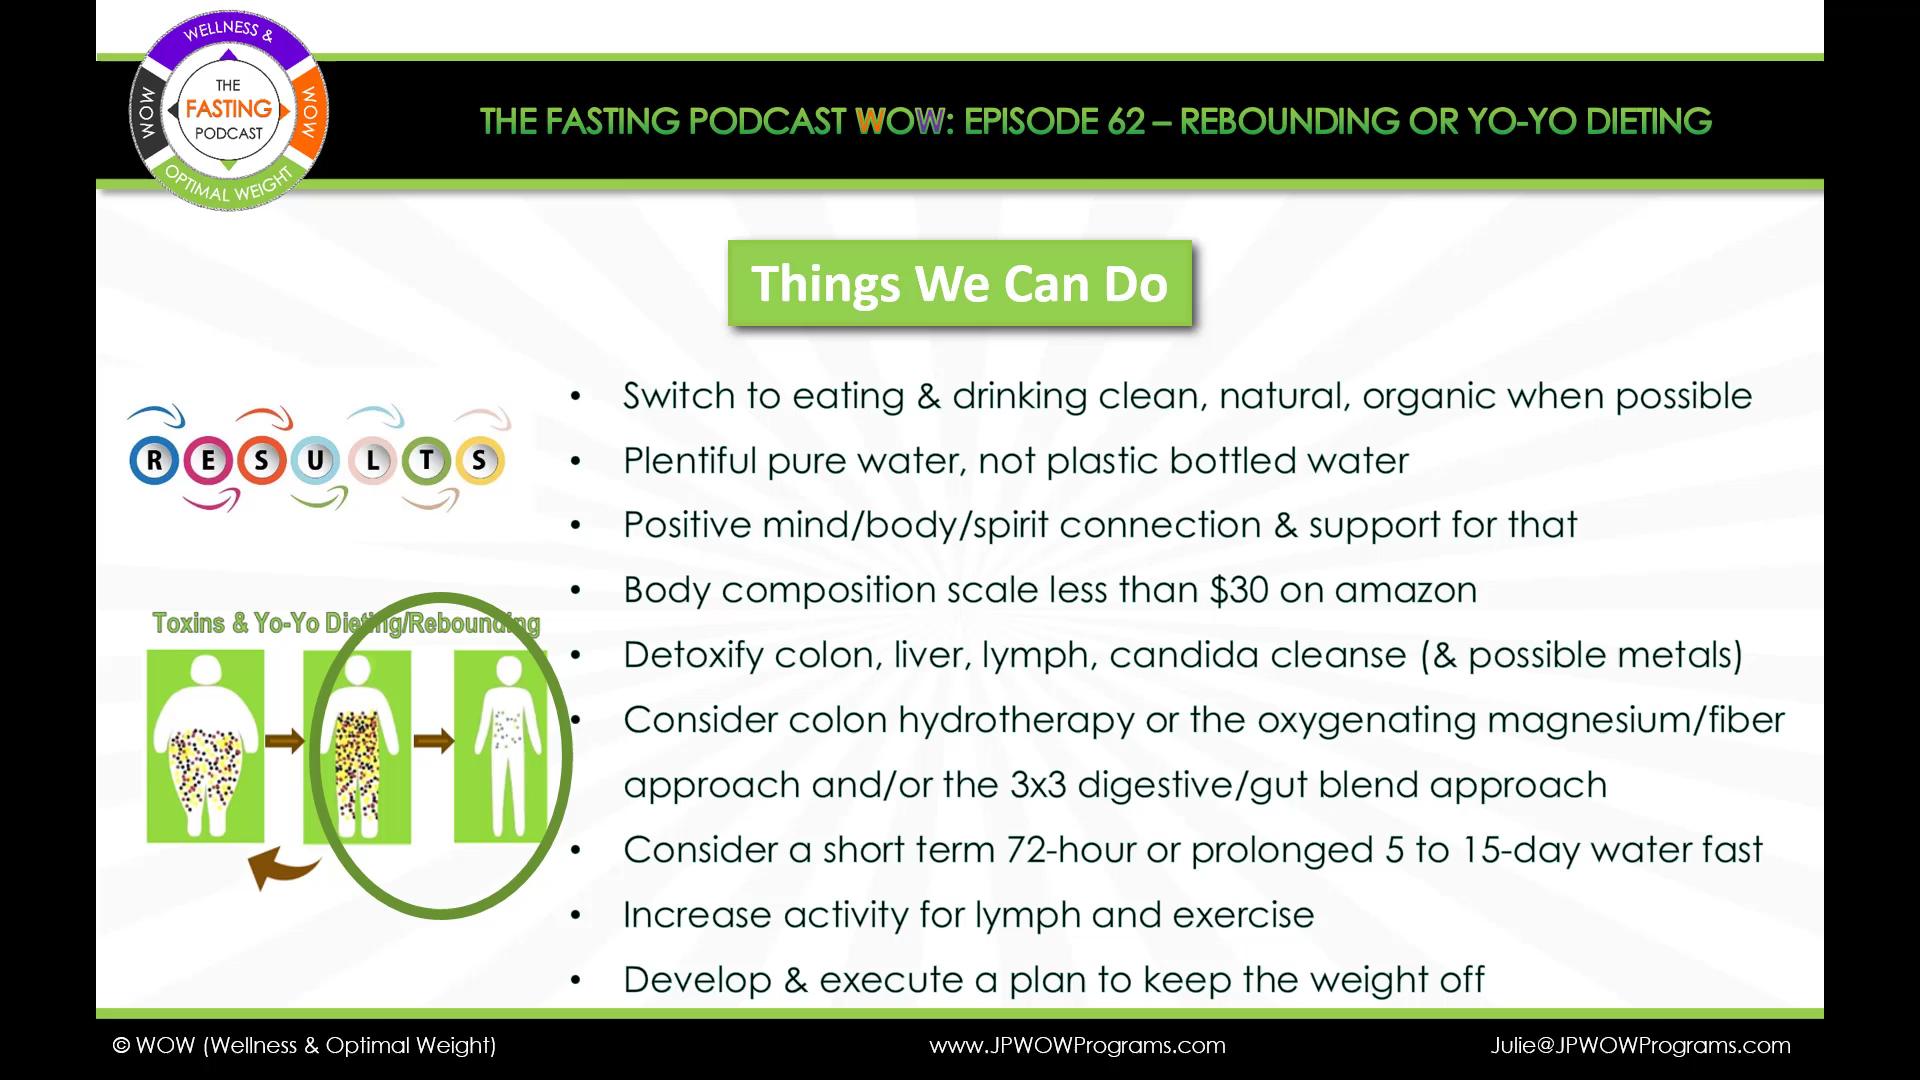 WELLNESS &
WOW
THE
FASTING
PODCAST
WOW
OPTIMAL WEIGHT
THE FASTING PODCAST WOW: EPISODE 62 – REBOUNDING OR YO-YO DIETING
Things We Can Do
RESULTS
Toxins & Yo-Yo Dieting/Rebounding
• Switch to eating & drinking clean, natural, organic when possible
• Plentiful pure water, not plastic bottled water
• Positive mind/body/spirit connection & support for that
• Body composition scale less than $30 on amazon
• Detoxify colon, liver, lymph, candida cleanse (& possible metals)
• Consider colon hydrotherapy or the oxygenating magnesium/fiber
approach and/or the 3x3 digestive/gut blend approach
• Consider a short term 72-hour or prolonged 5 to 15-day water fast
• Increase activity for lymph and exercise
• Develop & execute a plan to keep the weight off
© WOW (Wellness & Optimal Weight)
www.JPWOWPrograms.com
Julie@JPWOWPrograms.com